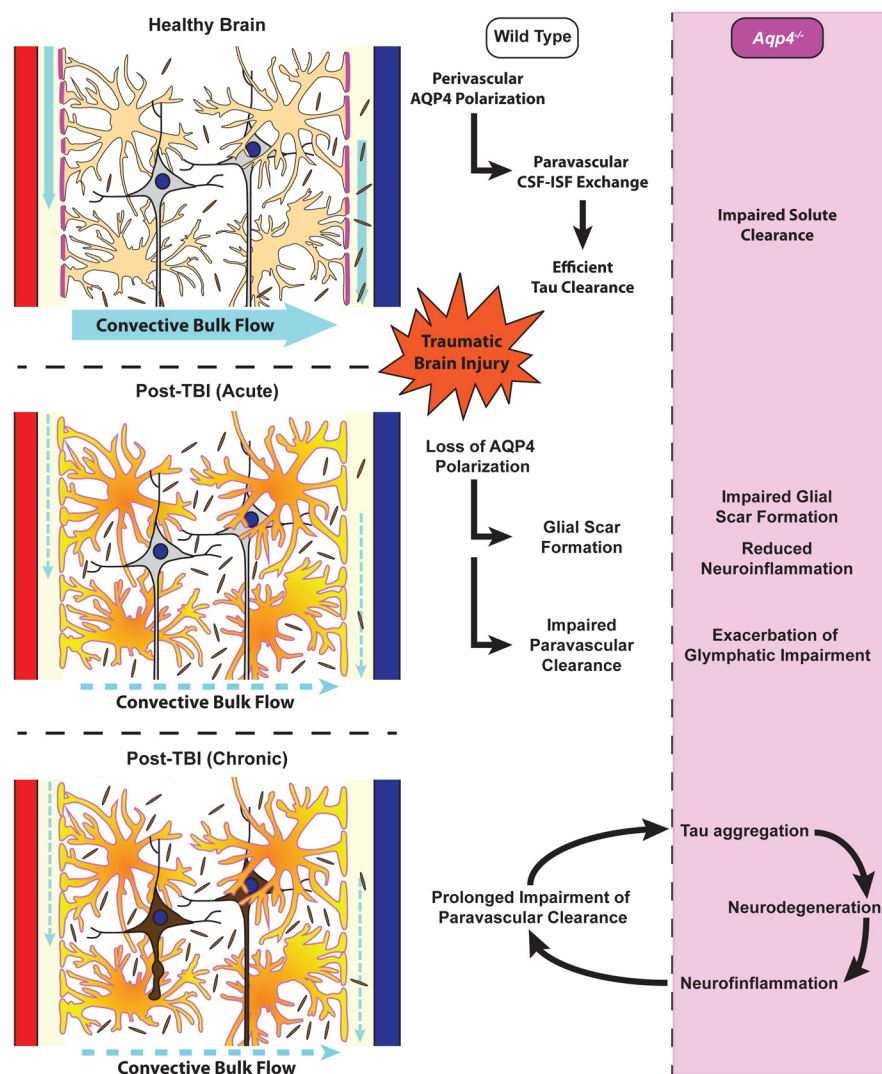 Healthy Brain
Wild Type
Aqp4-/-
Perivascular
AQP4 Polarization
Paravascular
CSF-ISF Exchange
Efficient
Tau Clearance
Impaired Solute
Clearance
Convective Bulk Flow
Traumatic
Brain Injury
Post-TBI (Acute)
Loss of AQP4
Polarization
Glial Scar
Formation
Impaired
Paravascular
Clearance
Impaired Glial
Scar Formation
Reduced
Neuroinflammation
Exacerbation of
Glymphatic Impairment
Convective Bulk Flow
Post-TBI (Chronic)
Prolonged Impairment of
Paravascular Clearance
Tau aggregation
Neurodegeneration
Neurofinflammation
Convective Bulk Flow